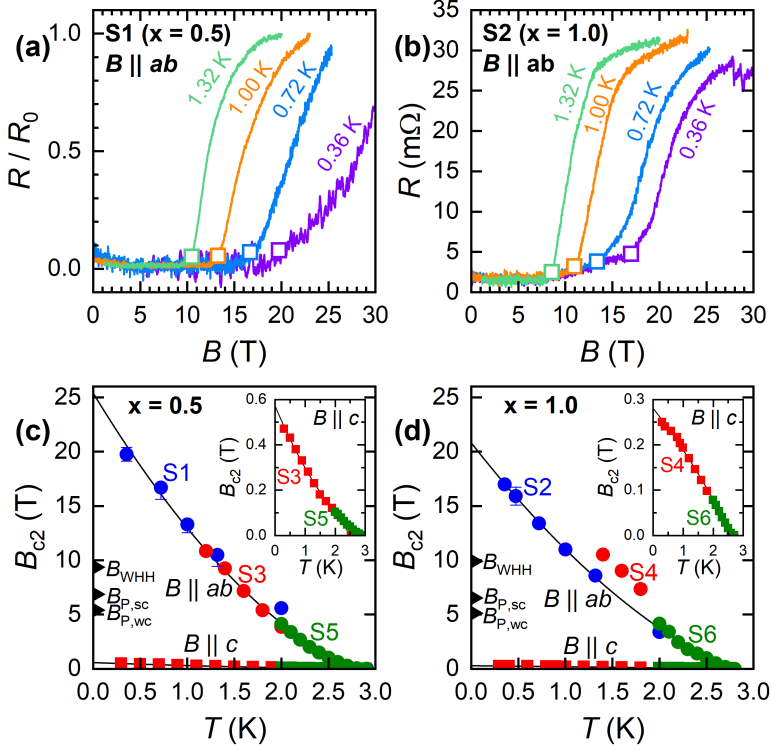 (a)
S1 (x = 0.5)
B || ab
1.32 K
1.00 K
0.72 K
0.36 K
R / R0
1.0
0.5
0.0
0 5 10 15 20 25 30
B (T)
(b)
S2 (x = 1.0)
B || ab
1.32 K
1.00 K
0.72 K
0.36 K
R (mΩ)
35
30
25
20
15
10
5
0
0 5 10 15 20 25 30
B (T)
(c)
x = 0.5
Bc2 (T)
25
20
15
10
5
0
S1
S3
B || ab
S5
B || c
BWHH
BP,sc
BP,wc
0.0 0.5 1.0 1.5 2.0 2.5 3.0
T (K)
B || c
Bc2 (T)
0.6
0.4
0.2
0.0
S3
S5
0 1 2 3
T (K)
(d)
x = 1.0
Bc2 (T)
25
20
15
10
5
0
S2
S4
B || ab
S6
B || c
BWHH
BP,sc
BP,wc
0.0 0.5 1.0 1.5 2.0 2.5 3.0
T (K)
B || c
Bc2 (T)
0.3
0.2
0.1
0.0
S4
S6
0 1 2 3
T (K)